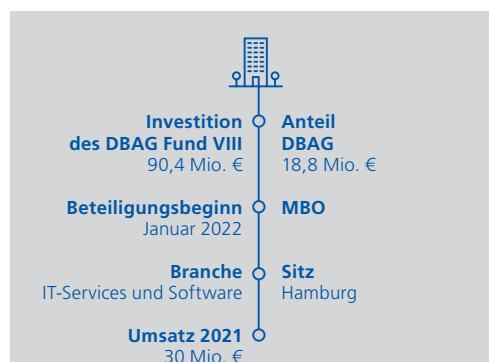 Investition
des DBAG Fund VIII
90,4 Mio. €
Anteil
DBAG
18,8 Mio. €
Beteiligungsbeginn
Januar 2022
MBO
Branche
IT-Services und Software
Sitz
Hamburg
Umsatz 2021
30 Mio. €